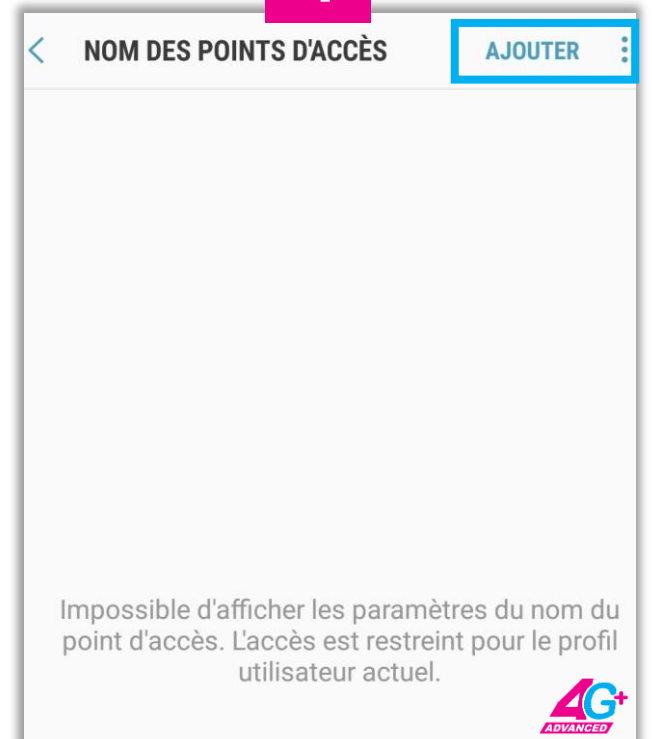 NOM DES POINTS D'ACCÈS AJOUTER
Impossible d'afficher les paramètres du nom du
point d'accès. L'accès est restreint pour le profil
utilisateur actuel.
4G+
ADVANCED